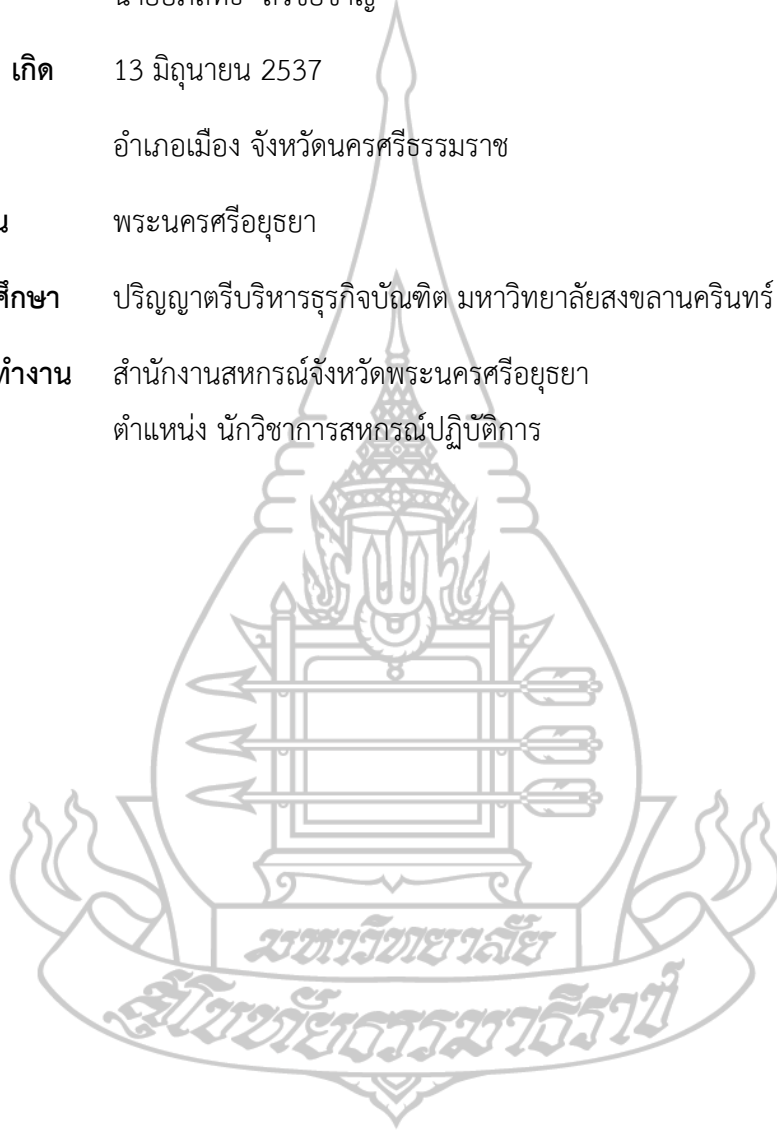 เกิด 13 มิถุนายน 2537
อำเภอเมือง จังหวัดนครศรีธรรมราช
น พระนครศรีอยุธยา
ศึกษา ปริญญาตรีบริหารธุรกิจบัณฑิต มหาวิทยาลัยสงขลานครินทร์
ทำงาน สำนักงานสหกรณ์จังหวัดพระนครศรีอยุธยา
ตำแหน่ง นักวิชาการสหกรณ์ปฏิบัติการ
มหาวิทยาลัย
สุโขทัยธรรมาธิราช